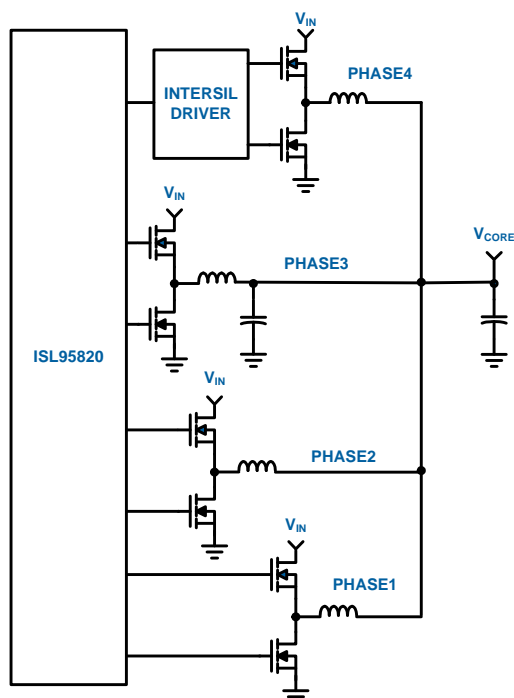 VIN
PHASE4
INTERSIL
DRIVER
VIN
PHASE3
VCORE
ISL95820
VIN
PHASE2
VIN
PHASE1